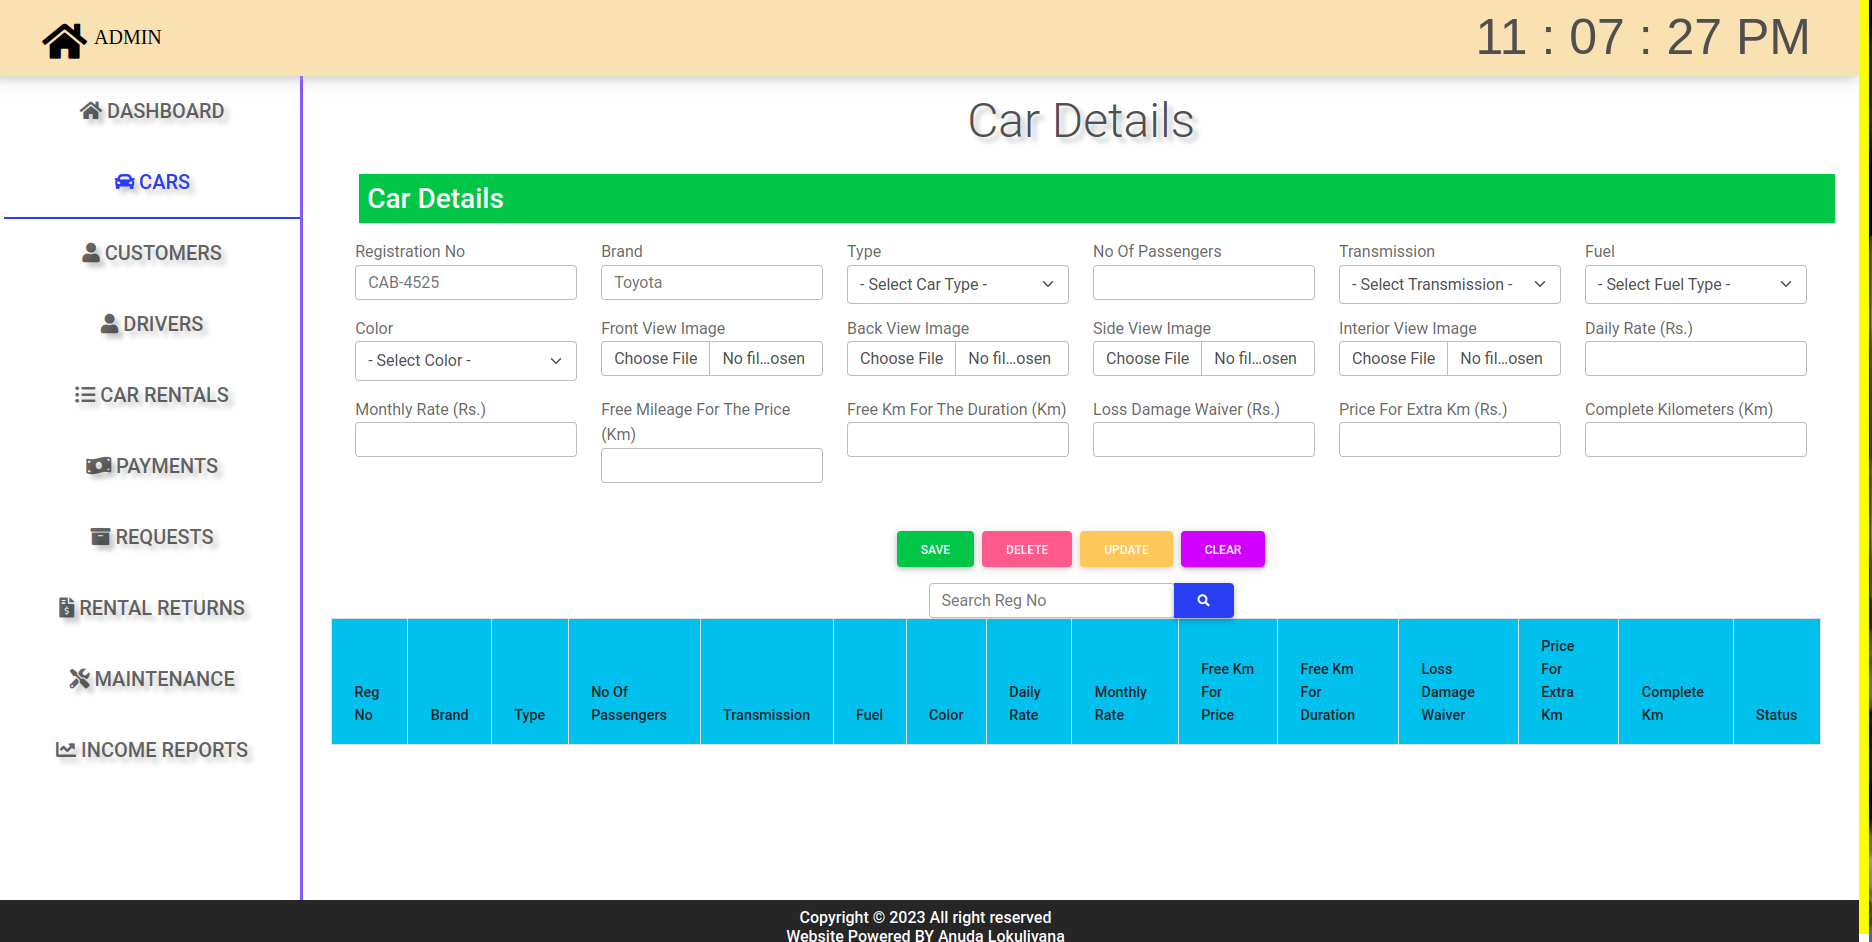 ADMIN
11 : 07 : 27 PM
DASHBOARD
CARS
CUSTOMERS
DRIVERS
CAR RENTALS
PAYMENTS
REQUESTS
RENTAL RETURNS
MAINTENANCE
INCOME REPORTS
Car Details
Car Details
Registration No
CAB-4525
Brand
Toyota
Type
- Select Car Type -
No Of Passengers
Transmission
- Select Transmission -
Fuel
- Select Fuel Type -
Color
- Select Color -
Front View Image
Choose File No fil...osen
Back View Image
Choose File No fil...osen
Side View Image
Choose File No fil...osen
Interior View Image
Choose File No fil...osen
Daily Rate (Rs.)
Monthly Rate (Rs.)
Free Mileage For The Price
(Km)
Free Km For The Duration (Km)
Loss Damage Waiver (Rs.)
Price For Extra Km (Rs.)
Complete Kilometers (Km)
SAVE
DELETE
UPDATE
CLEAR
Search Reg No
Reg
No
Brand
Type
No Of
Passengers
Transmission
Fuel
Color
Daily
Rate
Monthly
Rate
Free Km
For
Price
Free Km
For
Duration
Loss
Damage
Waiver
Price
For
Extra
Km
Complete
Km
Status
Copyright © 2023 All right reserved
Website Powered BY Anuda Lokuliyana